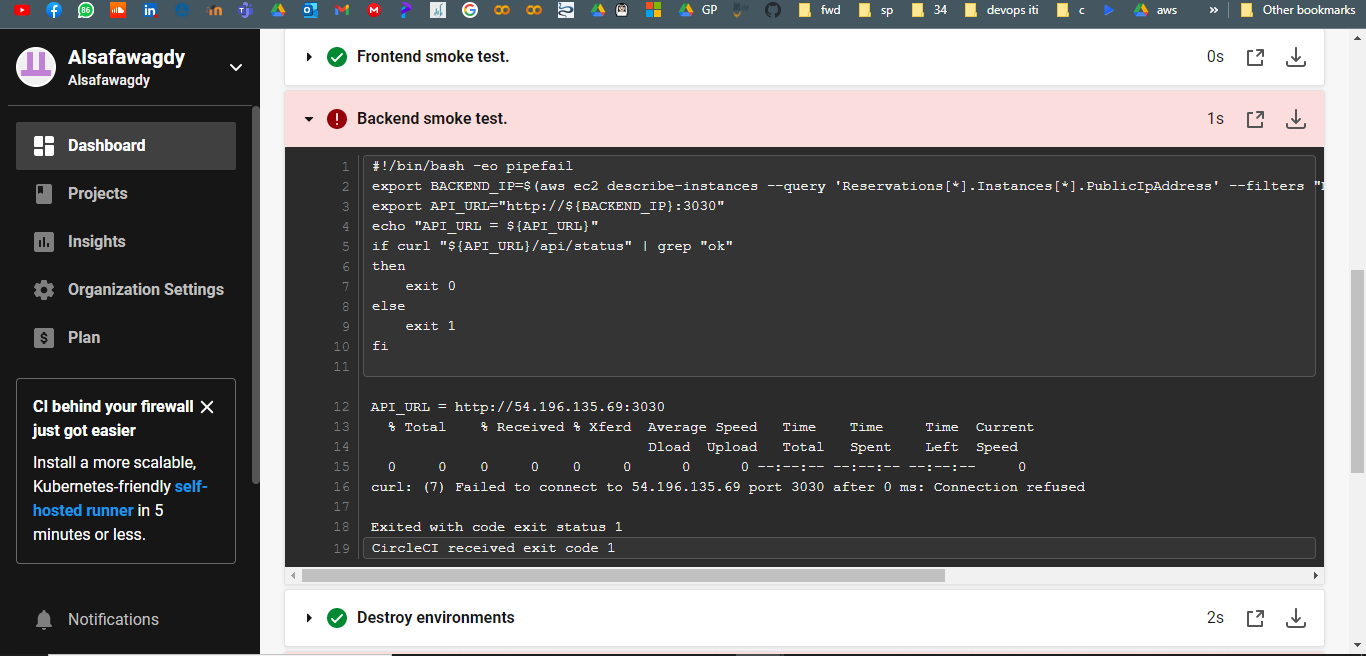 86
in
GP
fwd
sp
34
devops iti
c
aws
»
Other bookmarks
Alsafawagdy
Alsafawagdy
Dashboard
Projects
Insights
Organization Settings
Plan
CI behind your firewall
just got easier
Install a more scalable,
Kubernetes-friendly self-
hosted runner in 5
minutes or less.
Notifications
Frontend smoke test.
0s
Backend smoke test.
1s
1 #!/bin/bash -eo pipefail
2 export BACKEND_IP=$(aws ec2 describe-instances --query 'Reservations[*].Instances[*].PublicIpAddress' --filters "
3 export API_URL="http://${BACKEND_IP}:3030"
4 echo "API_URL = ${API_URL}"
5 if curl "${API_URL}/api/status" | grep "ok"
6 then
7     exit 0
8 else
9     exit 1
10 fi
11
12 API_URL = http://54.196.135.69:3030
13   % Total    % Received % Xferd  Average Speed   Time    Time     Time  Current
14                                  Dload  Upload   Total   Spent    Left  Speed
15   0     0    0     0    0     0      0      0 --:--:-- --:--:-- --:--:--     0
16 curl: (7) Failed to connect to 54.196.135.69 port 3030 after 0 ms: Connection refused
17
18 Exited with code exit status 1
19 CircleCI received exit code 1
Destroy environments
2s